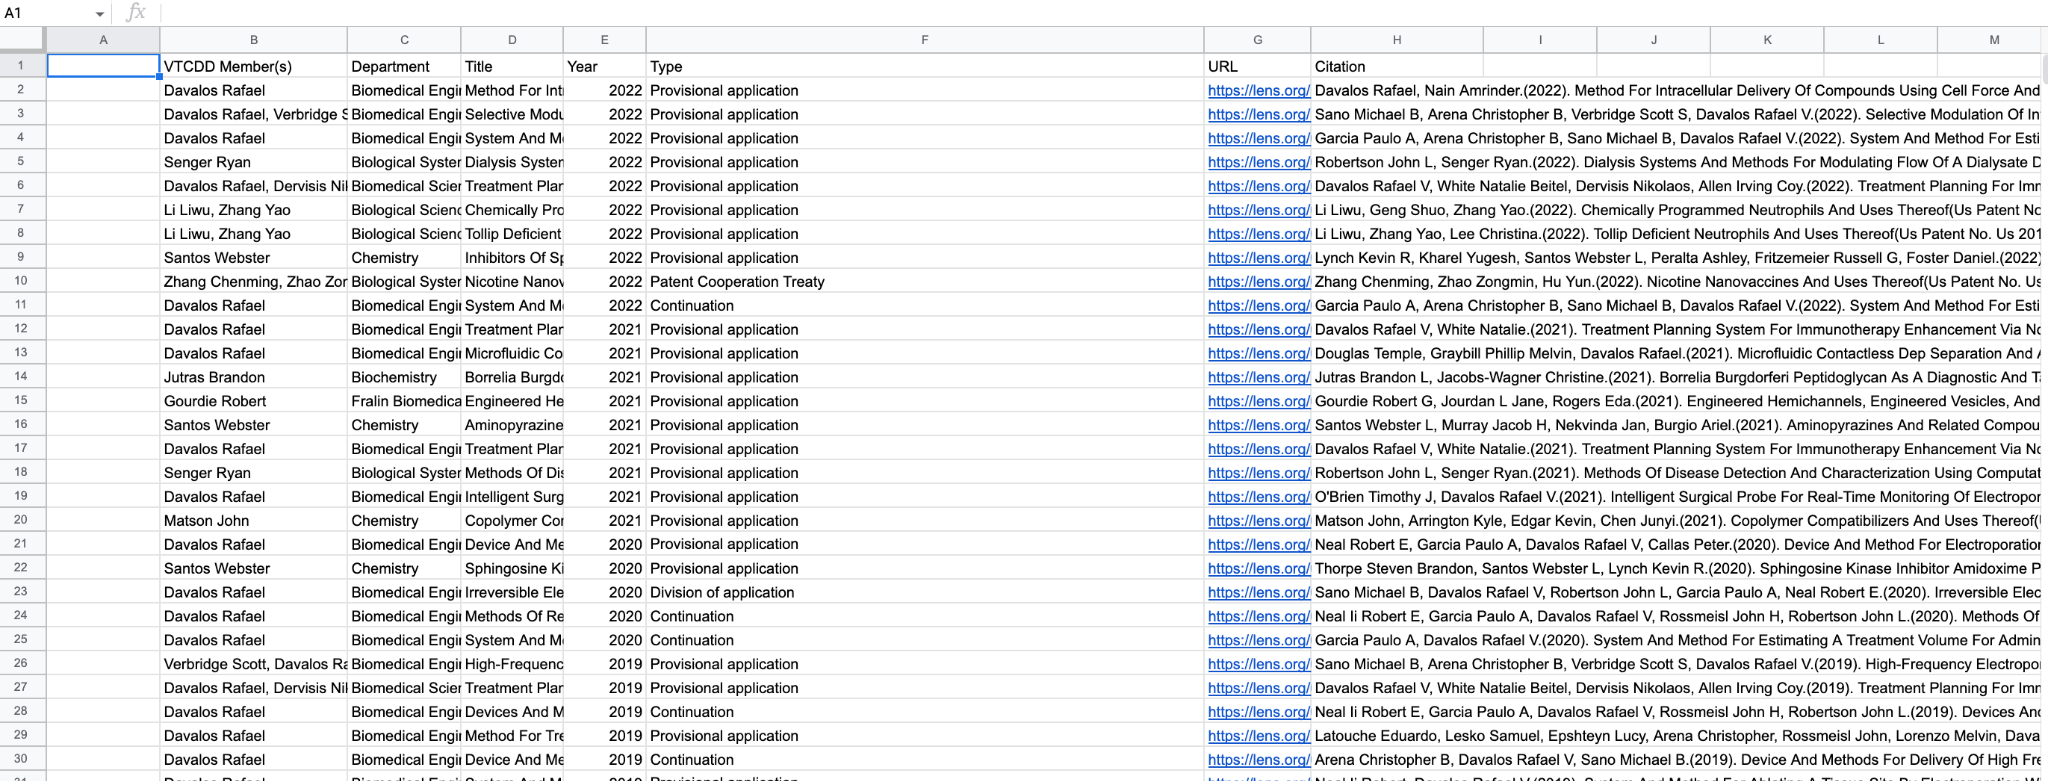 A1 fx
A B C D E F G H I J K L M
1 VTCDD Member(s) Department Title Year Type URL Citation
2 Davalos Rafael Biomedical Engi Method For Int 2022 Provisional application https://lens.org/ Davalos Rafael, Nain Amrinder.(2022). Method For Intracellular Delivery Of Compounds Using Cell Force And
3 Davalos Rafael, Verbridge S Biomedical Engi Selective Modu 2022 Provisional application https://lens.org/ Sano Michael B, Arena Christopher B, Verbridge Scott S, Davalos Rafael V.(2022). Selective Modulation Of In
4 Davalos Rafael Biomedical Engi System And M 2022 Provisional application https://lens.org/ Garcia Paulo A, Arena Christopher B, Sano Michael B, Davalos Rafael V.(2022). System And Method For Esti
5 Senger Ryan Biological Syster Dialysis System 2022 Provisional application https://lens.org/ Robertson John L, Senger Ryan.(2022). Dialysis Systems And Methods For Modulating Flow Of A Dialysate D
6 Davalos Rafael, Dervisis Nil Biomedical Scier Treatment Plar 2022 Provisional application https://lens.org/ Davalos Rafael V, White Natalie Beitel, Dervisis Nikolaos, Allen Irving Coy.(2022). Treatment Planning For Imr
7 Li Liwu, Zhang Yao Biological Scienc Chemically Pro 2022 Provisional application https://lens.org/ Li Liwu, Geng Shuo, Zhang Yao.(2022). Chemically Programmed Neutrophils And Uses Thereof(Us Patent No
8 Li Liwu, Zhang Yao Biological Scienc Tollip Deficient 2022 Provisional application https://lens.org/ Li Liwu, Zhang Yao, Lee Christina.(2022). Tollip Deficient Neutrophils And Uses Thereof(Us Patent No. Us 201
9 Santos Webster Chemistry Inhibitors Of Sp 2022 Provisional application https://lens.org/ Lynch Kevin R, Kharel Yugesh, Santos Webster L, Peralta Ashley, Fritzemeier Russell G, Foster Daniel.(2022)
10 Zhang Chenming, Zhao Zor Biological Syster Nicotine Nanov 2022 Patent Cooperation Treaty https://lens.org/ Zhang Chenming, Zhao Zongmin, Hu Yun.(2022). Nicotine Nanovaccines And Uses Thereof(Us Patent No. Us
11 Davalos Rafael Biomedical Engi System And M 2022 Continuation https://lens.org/ Garcia Paulo A, Arena Christopher B, Sano Michael B, Davalos Rafael V.(2022). System And Method For Esti
12 Davalos Rafael Biomedical Engi Treatment Plar 2021 Provisional application https://lens.org/ Davalos Rafael V, White Natalie.(2021). Treatment Planning System For Immunotherapy Enhancement Via No
13 Davalos Rafael Biomedical Engi Microfluidic Co 2021 Provisional application https://lens.org/ Douglas Temple, Graybill Phillip Melvin, Davalos Rafael.(2021). Microfluidic Contactless Dep Separation And A
14 Jutras Brandon Biochemistry Borrelia Burgdo 2021 Provisional application https://lens.org/ Jutras Brandon L, Jacobs-Wagner Christine.(2021). Borrelia Burgdorferi Peptidoglycan As A Diagnostic And T
15 Gourdie Robert Fralin Biomedica Engineered He 2021 Provisional application https://lens.org/ Gourdie Robert G, Jourdan L Jane, Rogers Eda.(2021). Engineered Hemichannels, Engineered Vesicles, And
16 Santos Webster Chemistry Aminopyrazine 2021 Provisional application https://lens.org/ Santos Webster L, Murray Jacob H, Nekvinda Jan, Burgio Ariel.(2021). Aminopyrazines And Related Compou
17 Davalos Rafael Biomedical Engi Treatment Plar 2021 Provisional application https://lens.org/ Davalos Rafael V, White Natalie.(2021). Treatment Planning System For Immunotherapy Enhancement Via No
18 Senger Ryan Biological Syster Methods Of Dis 2021 Provisional application https://lens.org/ Robertson John L, Senger Ryan.(2021). Methods Of Disease Detection And Characterization Using Computat
19 Davalos Rafael Biomedical Engi Intelligent Surg 2021 Provisional application https://lens.org/ O'Brien Timothy J, Davalos Rafael V.(2021). Intelligent Surgical Probe For Real-Time Monitoring Of Electropor
20 Matson John Chemistry Copolymer Cor 2021 Provisional application https://lens.org/ Matson John, Arrington Kyle, Edgar Kevin, Chen Junyi.(2021). Copolymer Compatibilizers And Uses Thereof(
21 Davalos Rafael Biomedical Engi Device And Me 2020 Provisional application https://lens.org/ Neal Robert E, Garcia Paulo A, Davalos Rafael V, Callas Peter.(2020). Device And Method For Electroporation
22 Santos Webster Chemistry Sphingosine Ki 2020 Provisional application https://lens.org/ Thorpe Steven Brandon, Santos Webster L, Lynch Kevin R.(2020). Sphingosine Kinase Inhibitor Amidoxime P
23 Davalos Rafael Biomedical Engi Irreversible Ele 2020 Division of application https://lens.org/ Sano Michael B, Davalos Rafael V, Robertson John L, Garcia Paulo A, Neal Robert E.(2020). Irreversible Elec
24 Davalos Rafael Biomedical Engi Methods Of Re 2020 Continuation https://lens.org/ Neal Ii Robert E, Garcia Paulo A, Davalos Rafael V, Rossmeisl John H, Robertson John L.(2020). Methods Of
25 Davalos Rafael Biomedical Engi System And M 2020 Continuation https://lens.org/ Garcia Paulo A, Davalos Rafael V.(2020). System And Method For Estimating A Treatment Volume For Admin
26 Verbridge Scott, Davalos Ra Biomedical Engi High-Frequenc 2019 Provisional application https://lens.org/ Sano Michael B, Arena Christopher B, Verbridge Scott S, Davalos Rafael V.(2019). High-Frequency Electropo
27 Davalos Rafael, Dervisis Nil Biomedical Scier Treatment Plar 2019 Provisional application https://lens.org/ Davalos Rafael V, White Natalie Beitel, Dervisis Nikolaos, Allen Irving Coy.(2019). Treatment Planning For Imr
28 Davalos Rafael Biomedical Engi Devices And M 2019 Continuation https://lens.org/ Neal Ii Robert E, Garcia Paulo A, Davalos Rafael V, Rossmeisl John H, Robertson John L.(2019). Devices And
29 Davalos Rafael Biomedical Engi Method For Tre 2019 Provisional application https://lens.org/ Latouche Eduardo, Lesko Samuel, Epshteyn Lucy, Arena Christopher, Rossmeisl John, Lorenzo Melvin, Dava
30 Davalos Rafael Biomedical Engi Device And Me 2019 Continuation https://lens.org/ Arena Christopher B, Davalos Rafael V, Sano Michael B.(2019). Device And Methods For Delivery Of High Fre